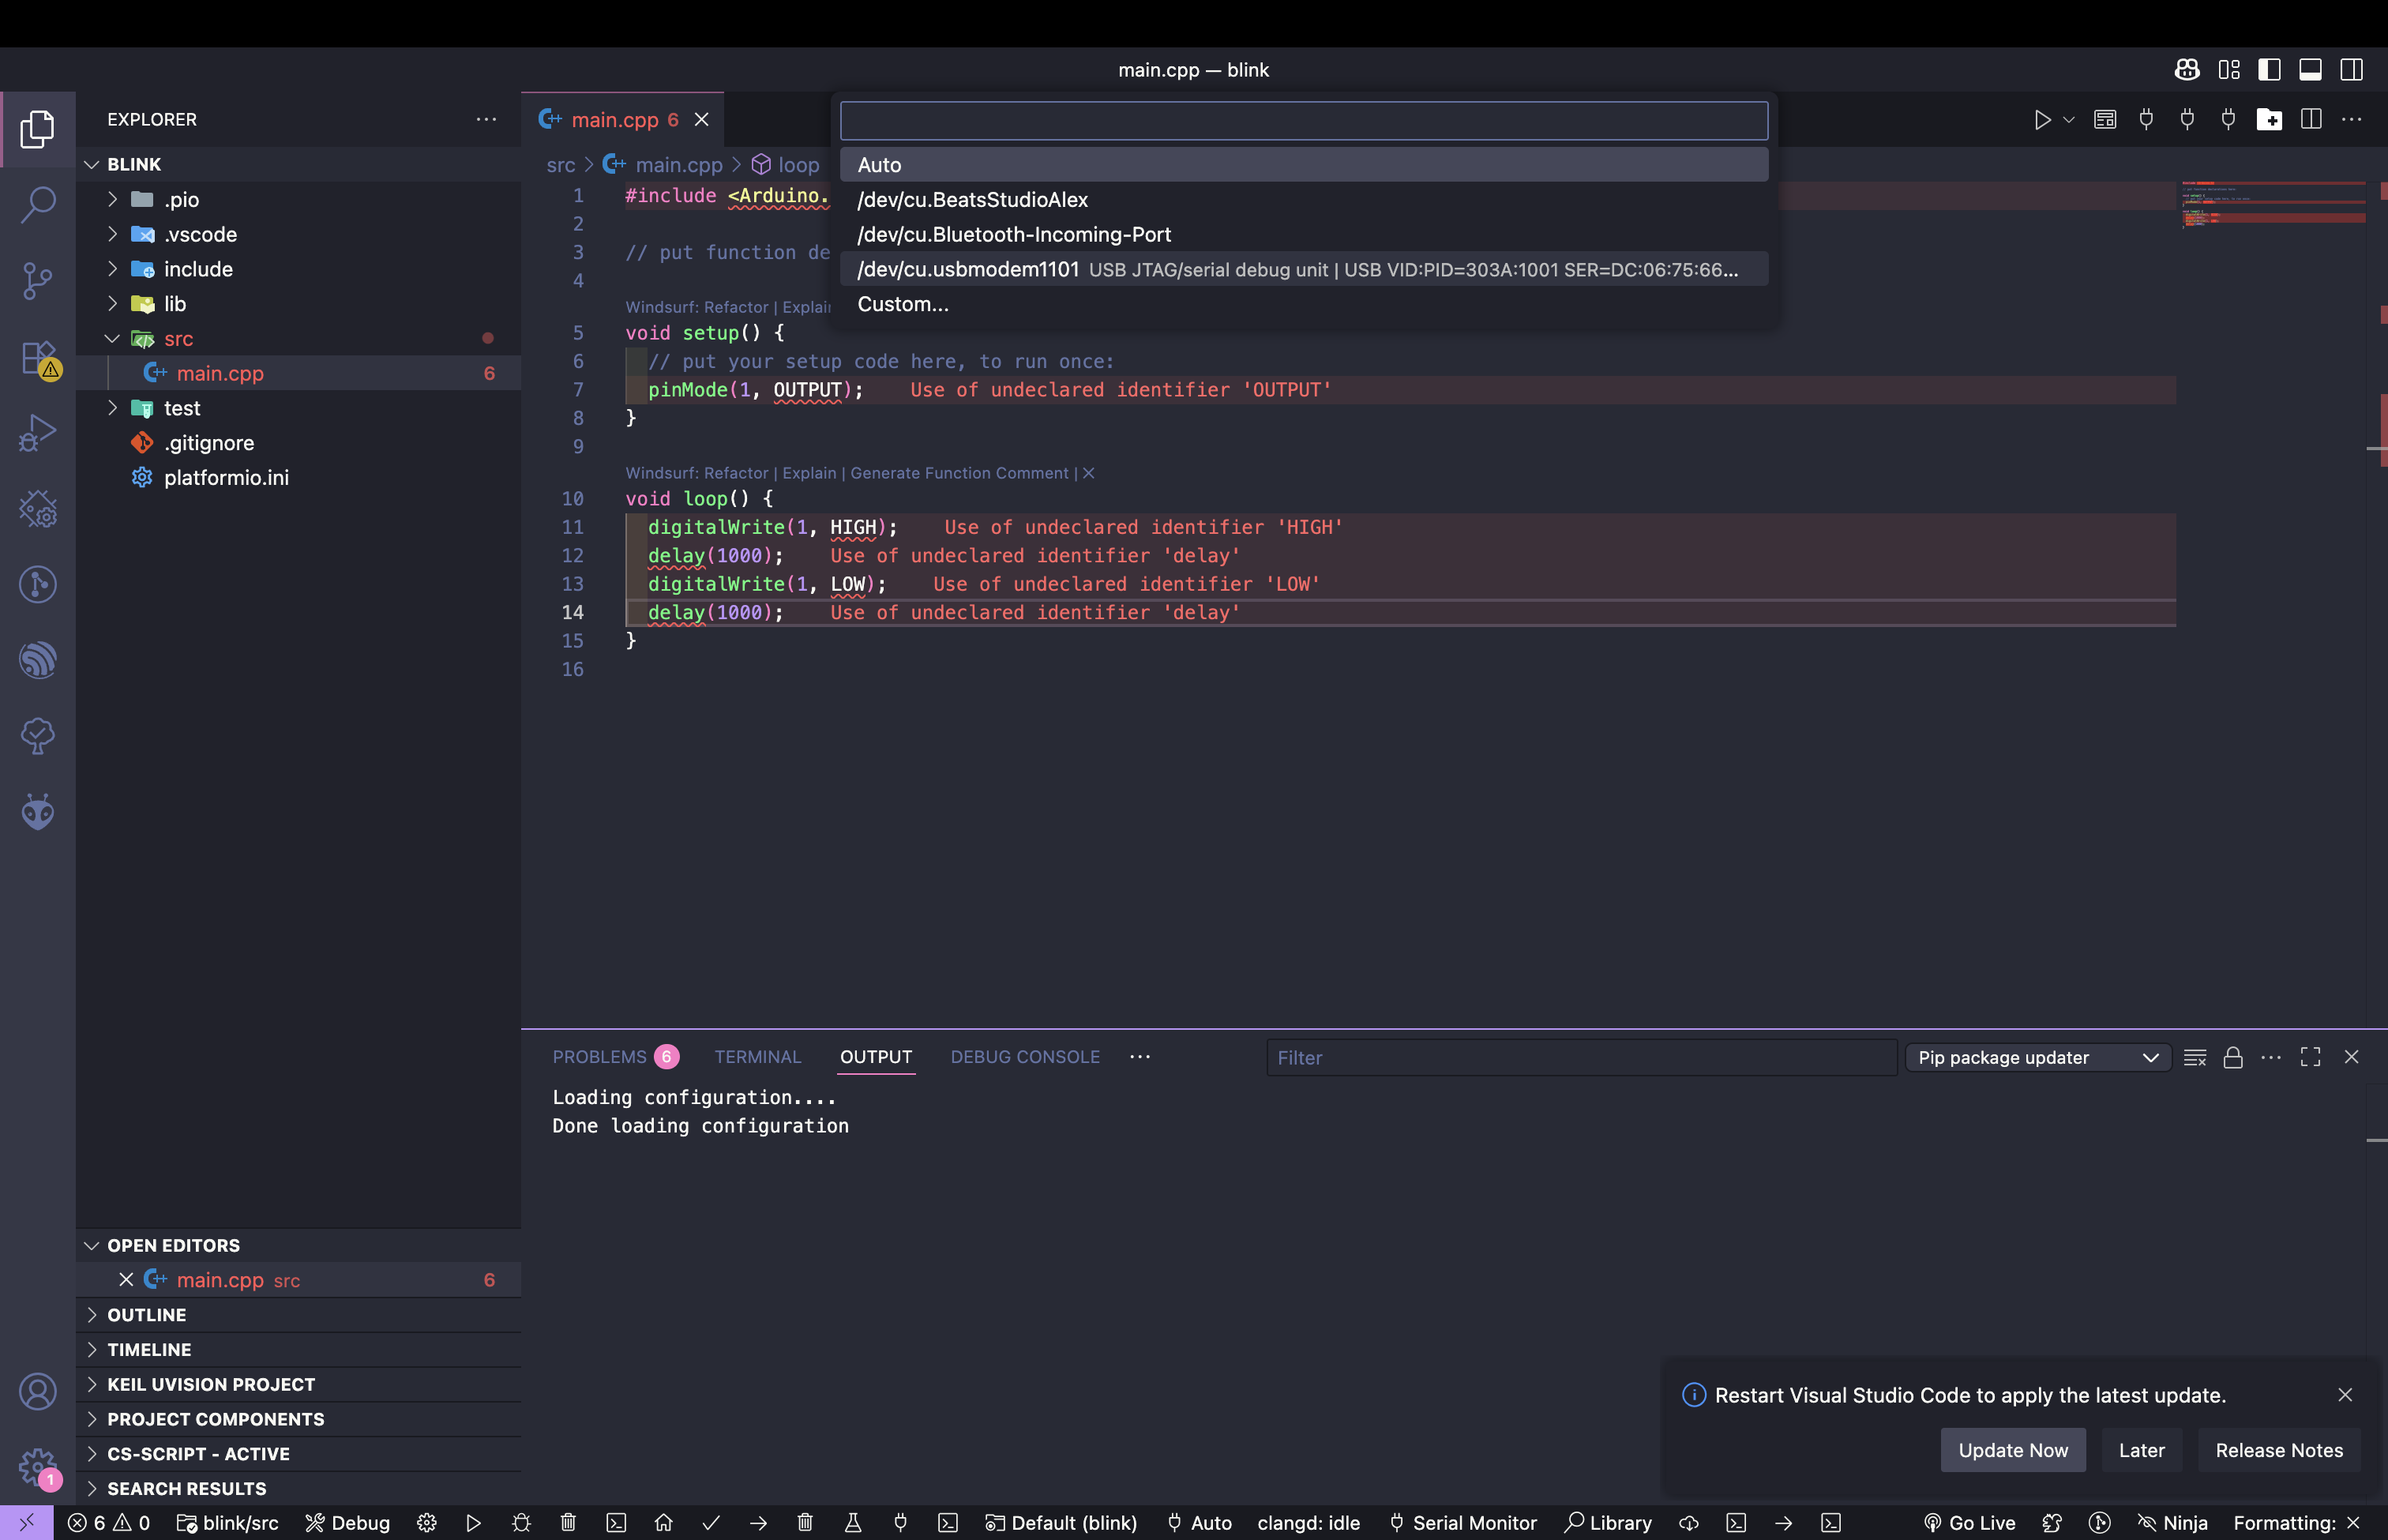 main.cpp — blink
EXPLORER
BLINK
.pio
.vscode
include
lib
src
main.cpp 6
test
.gitignore
platformio.ini
OPEN EDITORS
main.cpp src 6
OUTLINE
TIMELINE
KEIL UVISION PROJECT
PROJECT COMPONENTS
CS-SCRIPT - ACTIVE
SEARCH RESULTS
1
main.cpp 6
src > main.cpp > loop
Auto
/dev/cu.BeatsStudioAlex
/dev/cu.Bluetooth-Incoming-Port
/dev/cu.usbmodem1101 USB JTAG/serial debug unit | USB VID:PID=303A:1001 SER=DC:06:75:66...
Custom...
1 #include <Arduino.
2
3 // put function de
4
Windsurf: Refactor | Explain
5 void setup() {
6 // put your setup code here, to run once:
7 pinMode(1, OUTPUT); Use of undeclared identifier 'OUTPUT'
8 }
9
Windsurf: Refactor | Explain | Generate Function Comment | ×
10 void loop() {
11 digitalWrite(1, HIGH); Use of undeclared identifier 'HIGH'
12 delay(1000); Use of undeclared identifier 'delay'
13 digitalWrite(1, LOW); Use of undeclared identifier 'LOW'
14 delay(1000); Use of undeclared identifier 'delay'
15 }
16
PROBLEMS 6 TERMINAL OUTPUT DEBUG CONSOLE ... Filter Pip package updater
Loading configuration....
Done loading configuration
Restart Visual Studio Code to apply the latest update.
Update Now Later Release Notes
6 0 blink/src Debug Default (blink) Auto clangd: idle Serial Monitor Library Go Live Ninja Formatting: ×